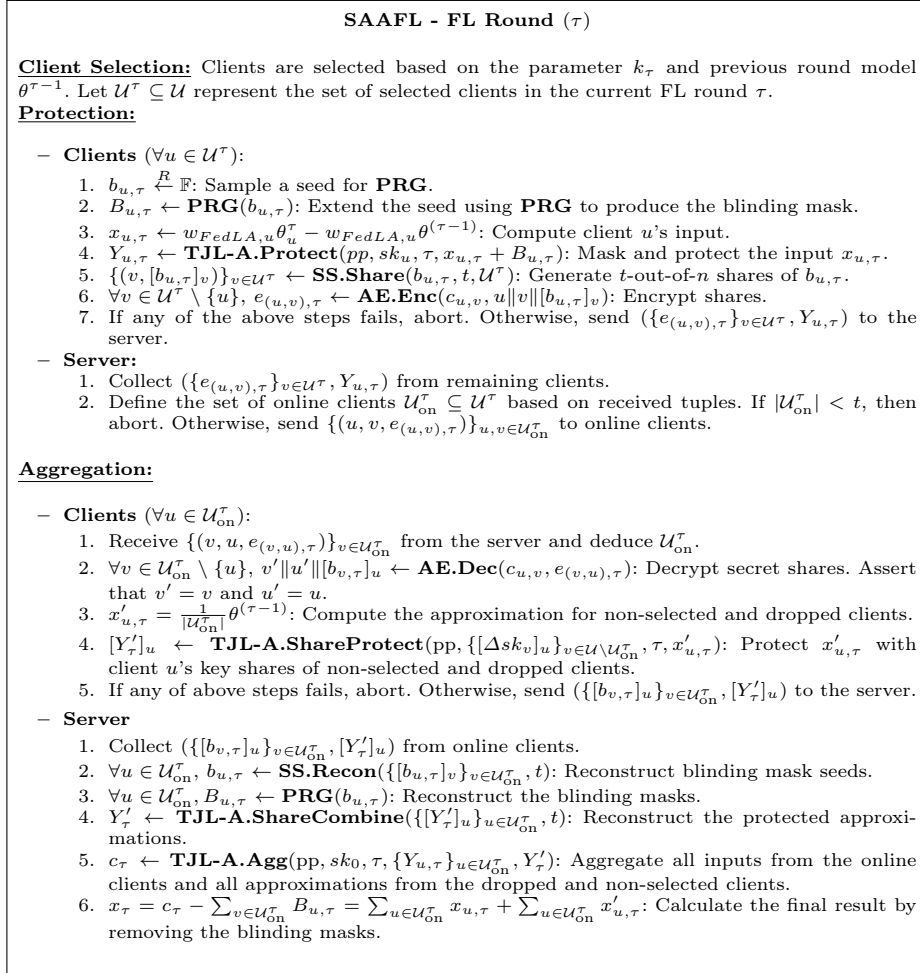 SAAFL - FL Round (τ)
Client Selection: Clients are selected based on the parameter k_τ and previous round model
θ^{τ−1}. Let 𝒰^τ ⊆ 𝒰 represent the set of selected clients in the current FL round τ.
Protection:
– Clients (∀u ∈ 𝒰^τ):
1. b_{u,τ} ←^R 𝔽: Sample a seed for PRG.
2. B_{u,τ} ← PRG(b_{u,τ}): Extend the seed using PRG to produce the blinding mask.
3. x_{u,τ} ← w_{FedLA,u}θ_u^τ − w_{FedLA,u}θ^{(τ−1)}: Compute client u's input.
4. Y_{u,τ} ← TJL-A.Protect(pp, sk_u, τ, x_{u,τ} + B_{u,τ}): Mask and protect the input x_{u,τ}.
5. {(v, [b_{u,τ}]_v)}_{v∈𝒰^τ} ← SS.Share(b_{u,τ}, t, 𝒰^τ): Generate t-out-of-n shares of b_{u,τ}.
6. ∀v ∈ 𝒰^τ \ {u}, e_{(u,v),τ} ← AE.Enc(c_{u,v}, u‖v‖[b_{u,τ}]_v): Encrypt shares.
7. If any of the above steps fails, abort. Otherwise, send ({e_{(u,v),τ}}_{v∈𝒰^τ}, Y_{u,τ}) to the
server.
– Server:
1. Collect ({e_{(u,v),τ}}_{v∈𝒰^τ}, Y_{u,τ}) from remaining clients.
2. Define the set of online clients 𝒰_on^τ ⊆ 𝒰^τ based on received tuples. If |𝒰_on^τ| < t, then
abort. Otherwise, send {(u, v, e_{(u,v),τ})}_{u,v∈𝒰_on^τ} to online clients.
Aggregation:
– Clients (∀u ∈ 𝒰_on^τ):
1. Receive {(v, u, e_{(v,u),τ})}_{v∈𝒰_on^τ} from the server and deduce 𝒰_on^τ.
2. ∀v ∈ 𝒰_on^τ \ {u}, v′‖u′‖[b_{v,τ}]_u ← AE.Dec(c_{u,v}, e_{(v,u),τ}): Decrypt secret shares. Assert
that v′ = v and u′ = u.
3. x′_{u,τ} = \frac{1}{|𝒰_on^τ|}θ^{(τ−1)}: Compute the approximation for non-selected and dropped clients.
4. [Y′_τ]_u ← TJL-A.ShareProtect(pp, {[Δsk_v]_u}_{v∈𝒰\𝒰_on^τ}, τ, x′_{u,τ}): Protect x′_{u,τ} with
client u's key shares of non-selected and dropped clients.
5. If any of above steps fails, abort. Otherwise, send ({[b_{v,τ}]_u}_{v∈𝒰_on^τ}, [Y′_τ]_u) to the server.
– Server
1. Collect ({[b_{v,τ}]_u}_{v∈𝒰_on^τ}, [Y′_τ]_u) from online clients.
2. ∀u ∈ 𝒰_on^τ, b_{u,τ} ← SS.Recon({[b_{u,τ}]_v}_{v∈𝒰_on^τ}, t): Reconstruct blinding mask seeds.
3. ∀u ∈ 𝒰_on^τ, B_{u,τ} ← PRG(b_{u,τ}): Reconstruct the blinding masks.
4. Y′_τ ← TJL-A.ShareCombine({[Y′_τ]_u}_{u∈𝒰_on^τ}, t): Reconstruct the protected approxi-
mations.
5. c_τ ← TJL-A.Agg(pp, sk_0, τ, {Y_{u,τ}}_{u∈𝒰_on^τ}, Y′_τ): Aggregate all inputs from the online
clients and all approximations from the dropped and non-selected clients.
6. x_τ = c_τ − ∑_{v∈𝒰_on^τ} B_{u,τ} = ∑_{u∈𝒰_on^τ} x_{u,τ} + ∑_{u∈𝒰_on^τ} x′_{u,τ}: Calculate the final result by
removing the blinding masks.